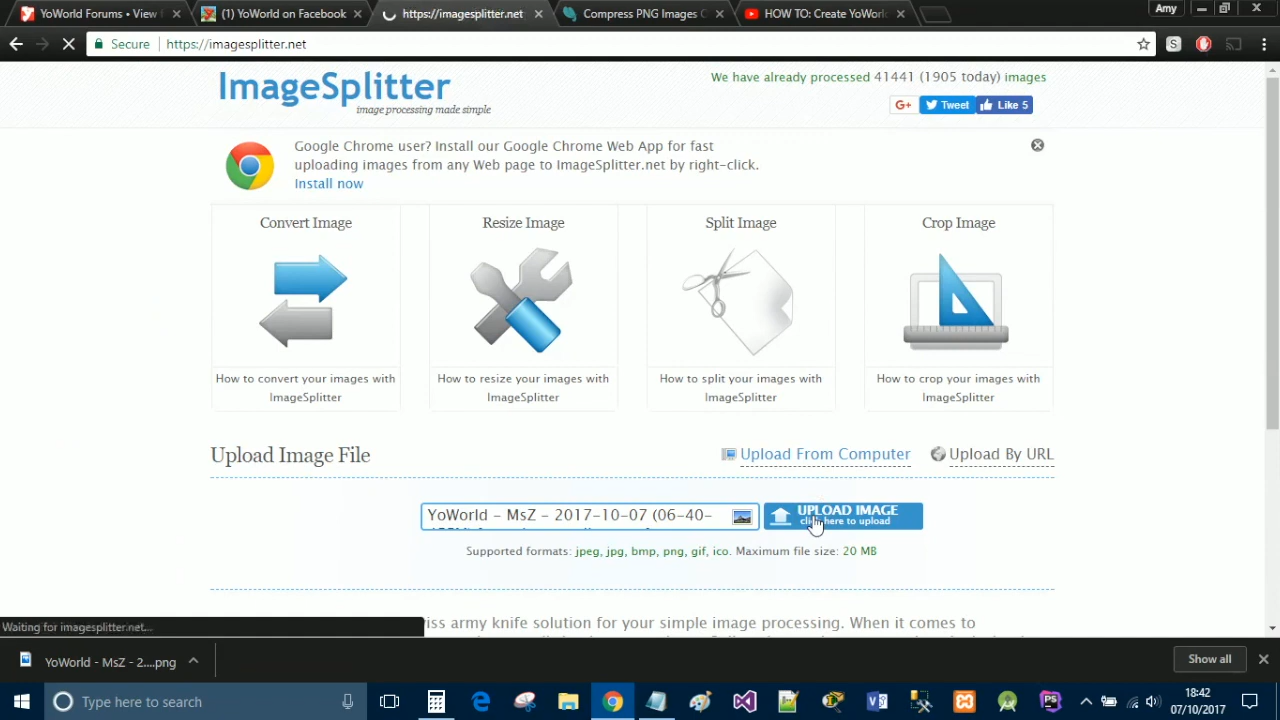 YoWorld Forums • View
(1) YoWorld on Facebook
https://imagesplitter.net
Compress PNG Images
HOW TO: Create YoWorl
Amy
Secure
https://imagesplitter.net
ImageSplitter
image processing made simple
We have already processed 41441 (1905 today) images
G+
Tweet
Like 5
Google Chrome user? Install our Google Chrome Web App for fast
uploading images from any Web page to ImageSplitter.net by right-click.
Install now
Convert Image
Resize Image
Split Image
Crop Image
How to convert your images with
ImageSplitter
How to resize your images with
ImageSplitter
How to split your images with
ImageSplitter
How to crop your images with
ImageSplitter
Upload Image File
Upload From Computer
Upload By URL
YoWorld - MsZ - 2017-10-07 (06-40-
UPLOAD IMAGE
click here to upload
Supported formats: jpeg, jpg, bmp, png, gif, ico. Maximum file size: 20 MB
iss army knife solution for your simple image processing. When it comes to
Waiting for imagesplitter.net...
YoWorld - MsZ - 2....png
Show all
Type here to search
18:42
07/10/2017